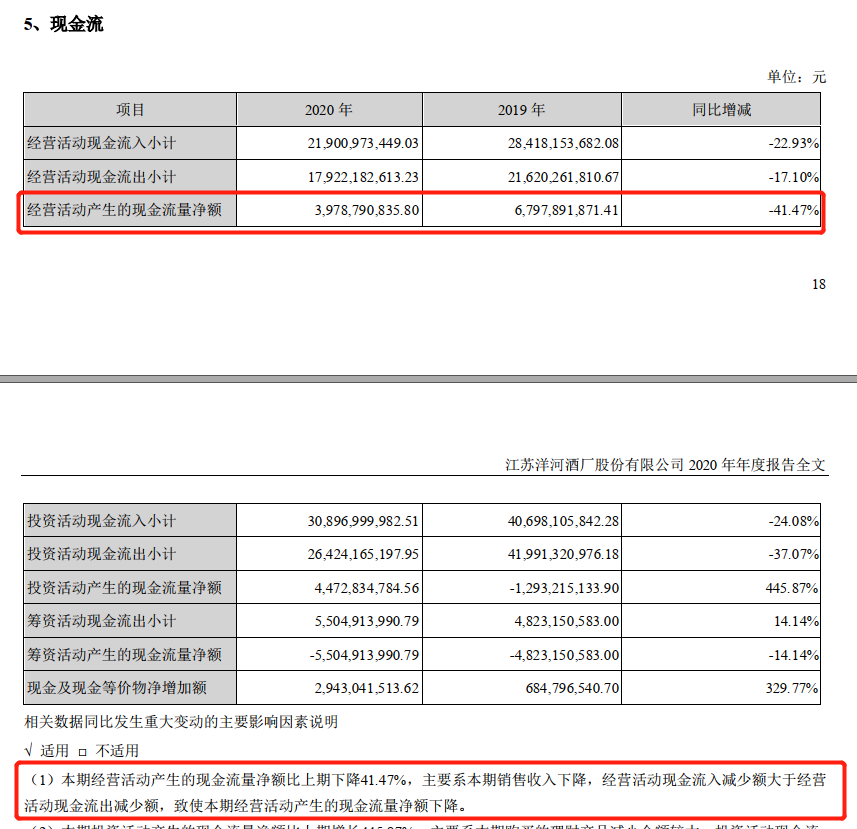 5、现金流
单位：元
项目 2020 年 2019 年 同比增减
经营活动现金流入小计 21,900,973,449.03 28,418,153,682.08 -22.93%
经营活动现金流出小计 17,922,182,613.23 21,620,261,810.67 -17.10%
经营活动产生的现金流量净额 3,978,790,835.80 6,797,891,871.41 -41.47%
18
江苏洋河酒厂股份有限公司 2020 年年度报告全文
投资活动现金流入小计 30,896,999,982.51 40,698,105,842.28 -24.08%
投资活动现金流出小计 26,424,165,197.95 41,991,320,976.18 -37.07%
投资活动产生的现金流量净额 4,472,834,784.56 -1,293,215,133.90 445.87%
筹资活动现金流出小计 5,504,913,990.79 4,823,150,583.00 14.14%
筹资活动产生的现金流量净额 -5,504,913,990.79 -4,823,150,583.00 -14.14%
现金及现金等价物净增加额 2,943,041,513.62 684,796,540.70 329.77%
相关数据同比发生重大变动的主要影响因素说明
√ 适用 □ 不适用
（1）本期经营活动产生的现金流量净额比上期下降41.47%，主要系本期销售收入下降，经营活动现金流入减少额大于经营
活动现金流出减少额，致使本期经营活动产生的现金流量净额下降。